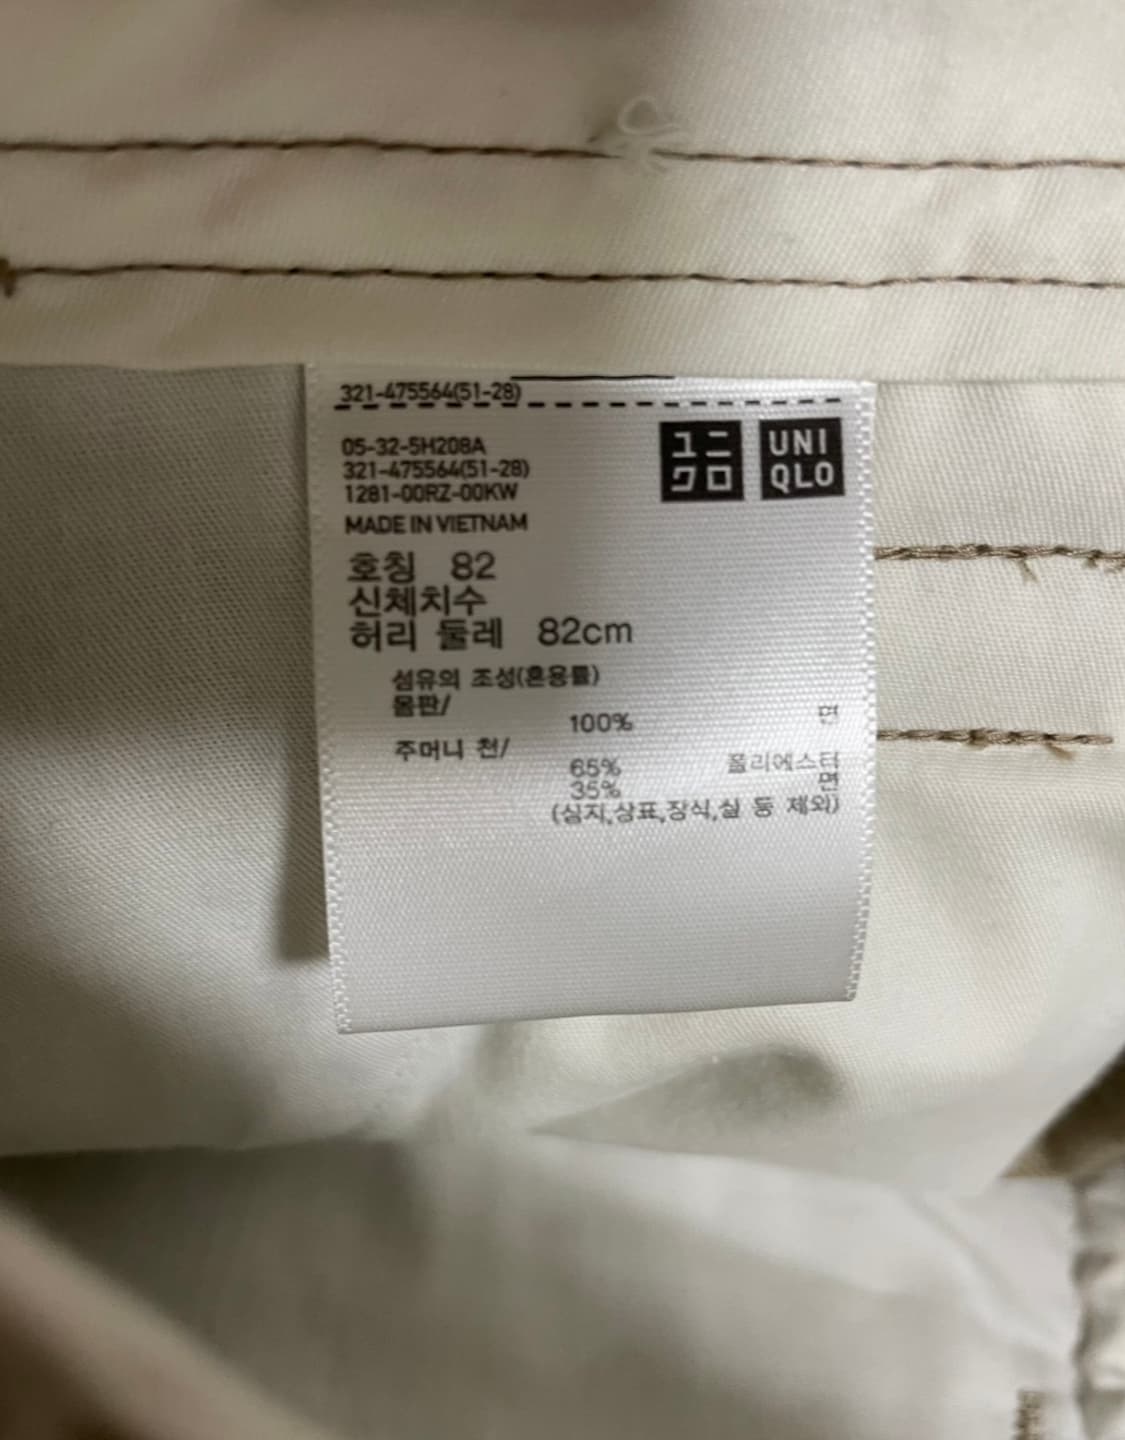 321-475564(51-28)
05-32-5H208A
321-475564(51-28)
1281-00RZ-00KW
MADE IN VIETNAM
ユニ
クロ
UNI
QLO
호칭 82
신체치수
허리 둘레 82cm
섬유의 조성(혼용률)
몸판/
100% 면
주머니 천/
65% 폴리에스터
35% 면
(심지,상표,장식,실 등 제외)